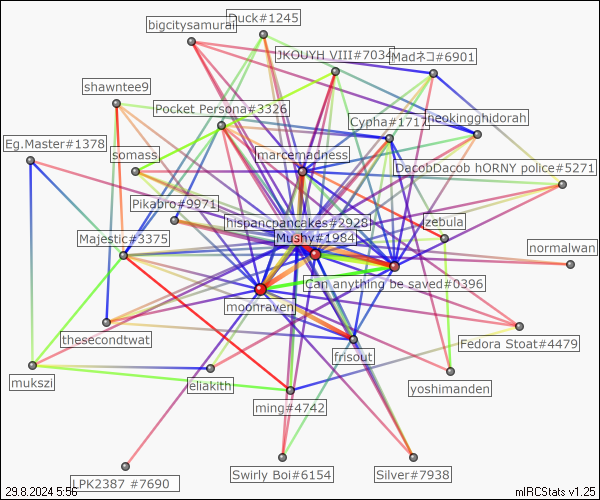 Duck#1245
bigcitysamurai
JKOUYH VIII#7034
Madネコ#6901
shawntee9
Pocket Persona#3326
Cypha#1717
neokingghidorah
Eg.Master#1378
somass
marcemadness
DacobDacob hORNY police#5271
Pikabro#9971
hispancpancakes#2928
zebula
Majestic#3375
Mushy#1984
normalwan
Can anything be saved#0396
moonraven
thesecondtwat
Fedora Stoat#4479
frisout
mukszi
eliakith
yoshimanden
ming#4742
LPK2387 #7690
Swirly Boi#6154
Silver#7938
29.8.2024 5:56
mIRCStats v1.25